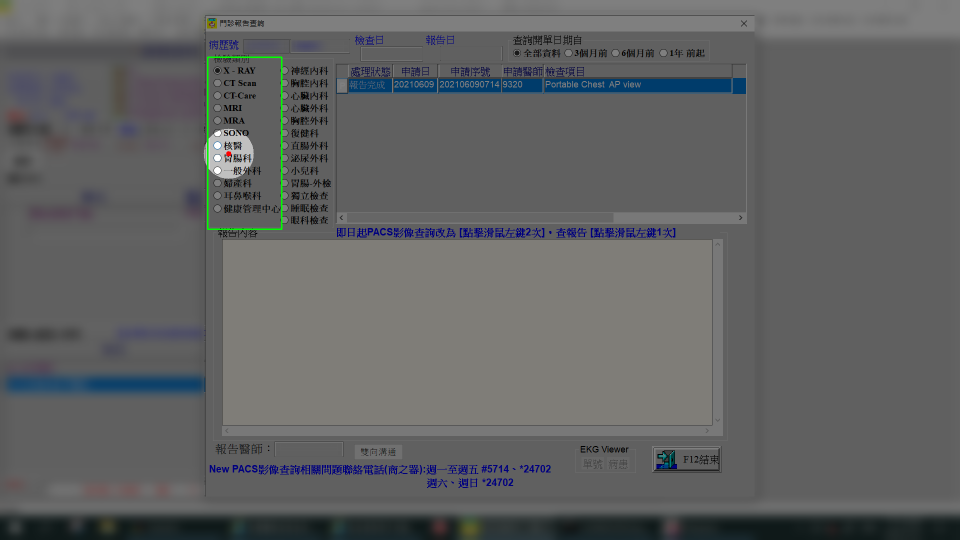 門診報告查詢
病歷號 檢查日 報告日 查詢開單日期自
全部資料 3個月前 6個月前 1年 前起
檢驗類別
X - RAY 神經內科
CT Scan 胸腔內科
CT-Care 心臟內科
MRI 心臟外科
MRA 胸腔外科
SONO 復健科
核醫 直腸外科
胃腸科 泌尿外科
一般外科 小兒科
婦產科 胃腸-外檢
耳鼻喉科 獨立檢查
健康管理中心 睡眠檢查
眼科檢查
處理狀態 申請日 申請序號 申請醫師 檢查項目
報告完成 20210609 202106090714 9320 Portable Chest AP view
報告內容 即日起PACS影像查詢改為 [點擊滑鼠左鍵2次]，查報告 [點擊滑鼠左鍵1次]
報告醫師： 雙向溝通 EKG Viewer
單號 病患 F12結束
New PACS影像查詢相關問題聯絡電話(商之器):週一至週五 #5714、*24702
週六、週日 *24702